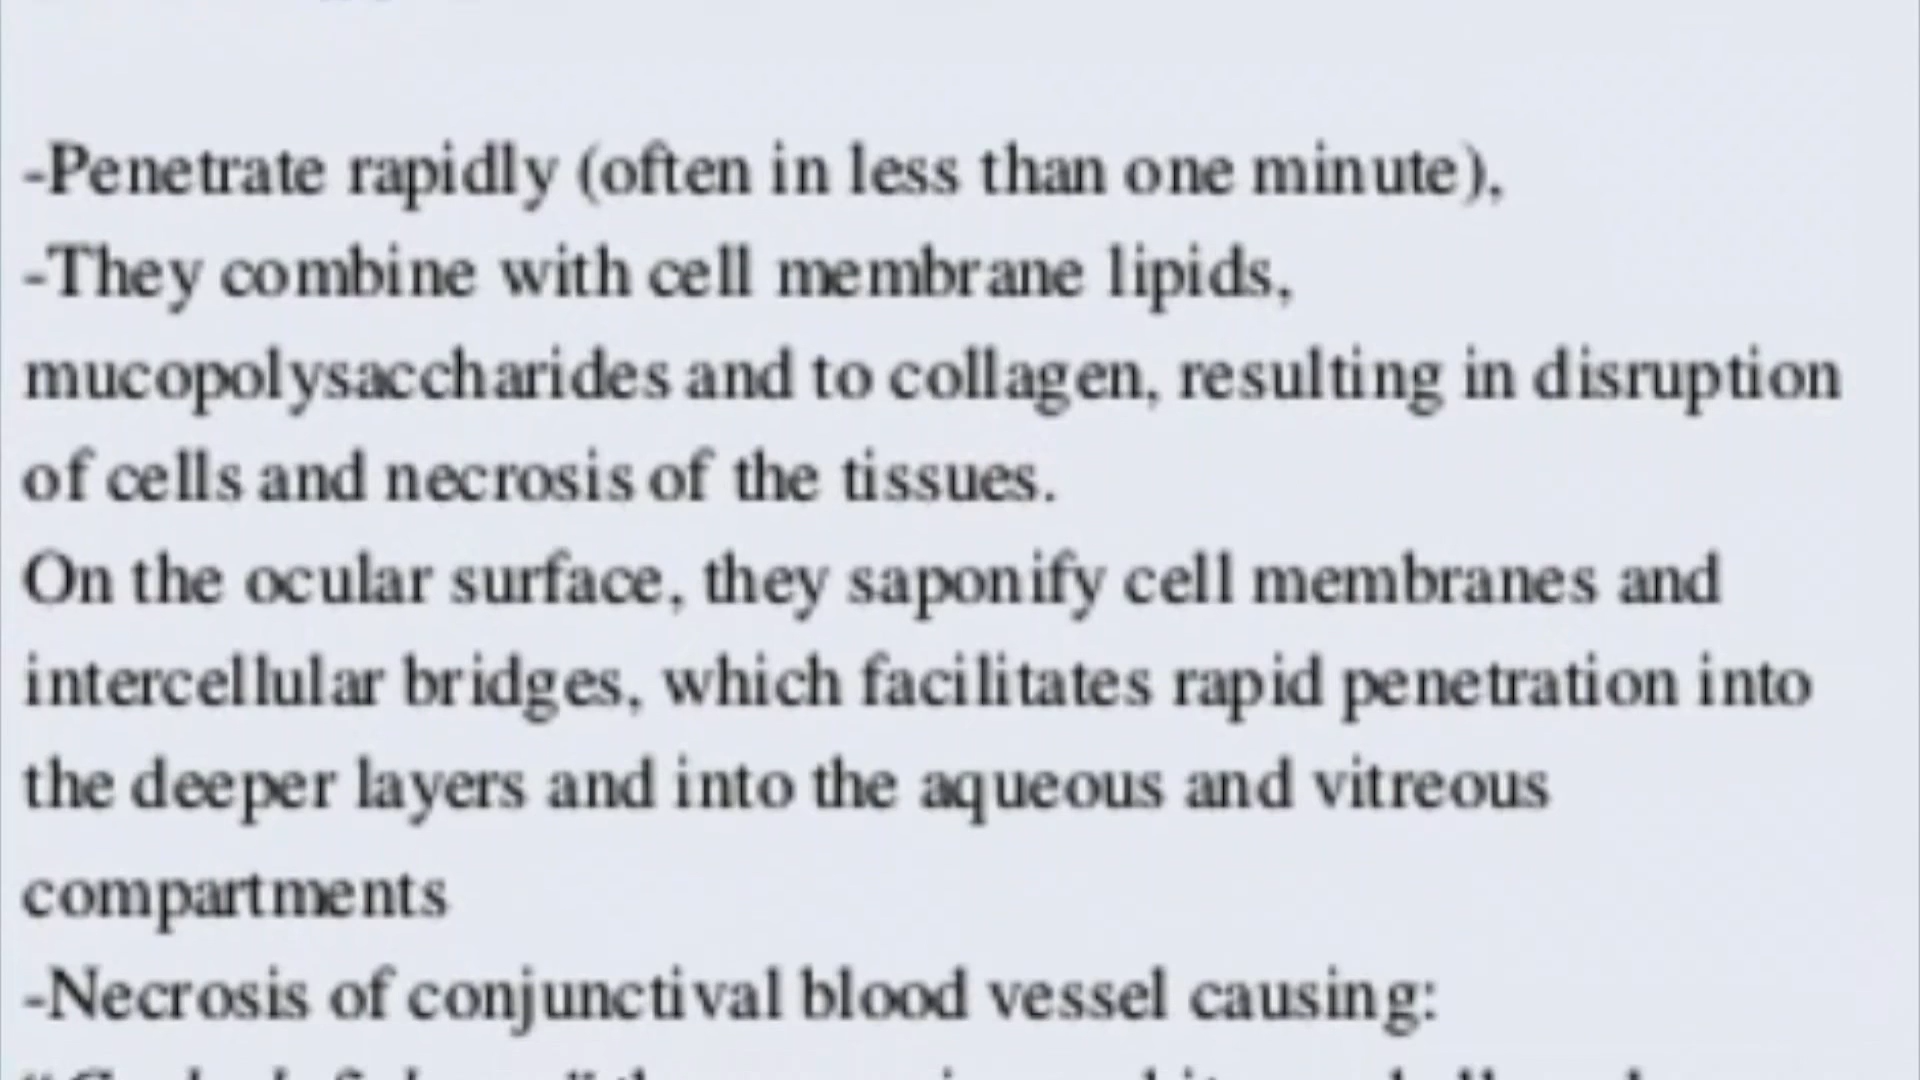 -Penetrate rapidly (often in less than one minute),
-They combine with cell membrane lipids,
mucopolysaccharides and to collagen, resulting in disruption
of cells and necrosis of the tissues.
On the ocular surface, they saponify cell membranes and
intercellular bridges, which facilitates rapid penetration into
the deeper layers and into the aqueous and vitreous
compartments
-Necrosis of conjunctival blood vessel causing: